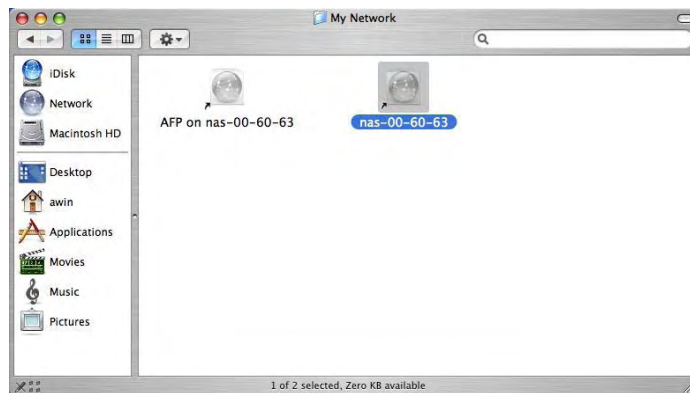 My Network
iDisk
Network
Macintosh HD
Desktop
awin
Applications
Movies
Music
Pictures
AFP on nas-00-60-63
nas-00-60-63
1 of 2 selected, Zero KB available